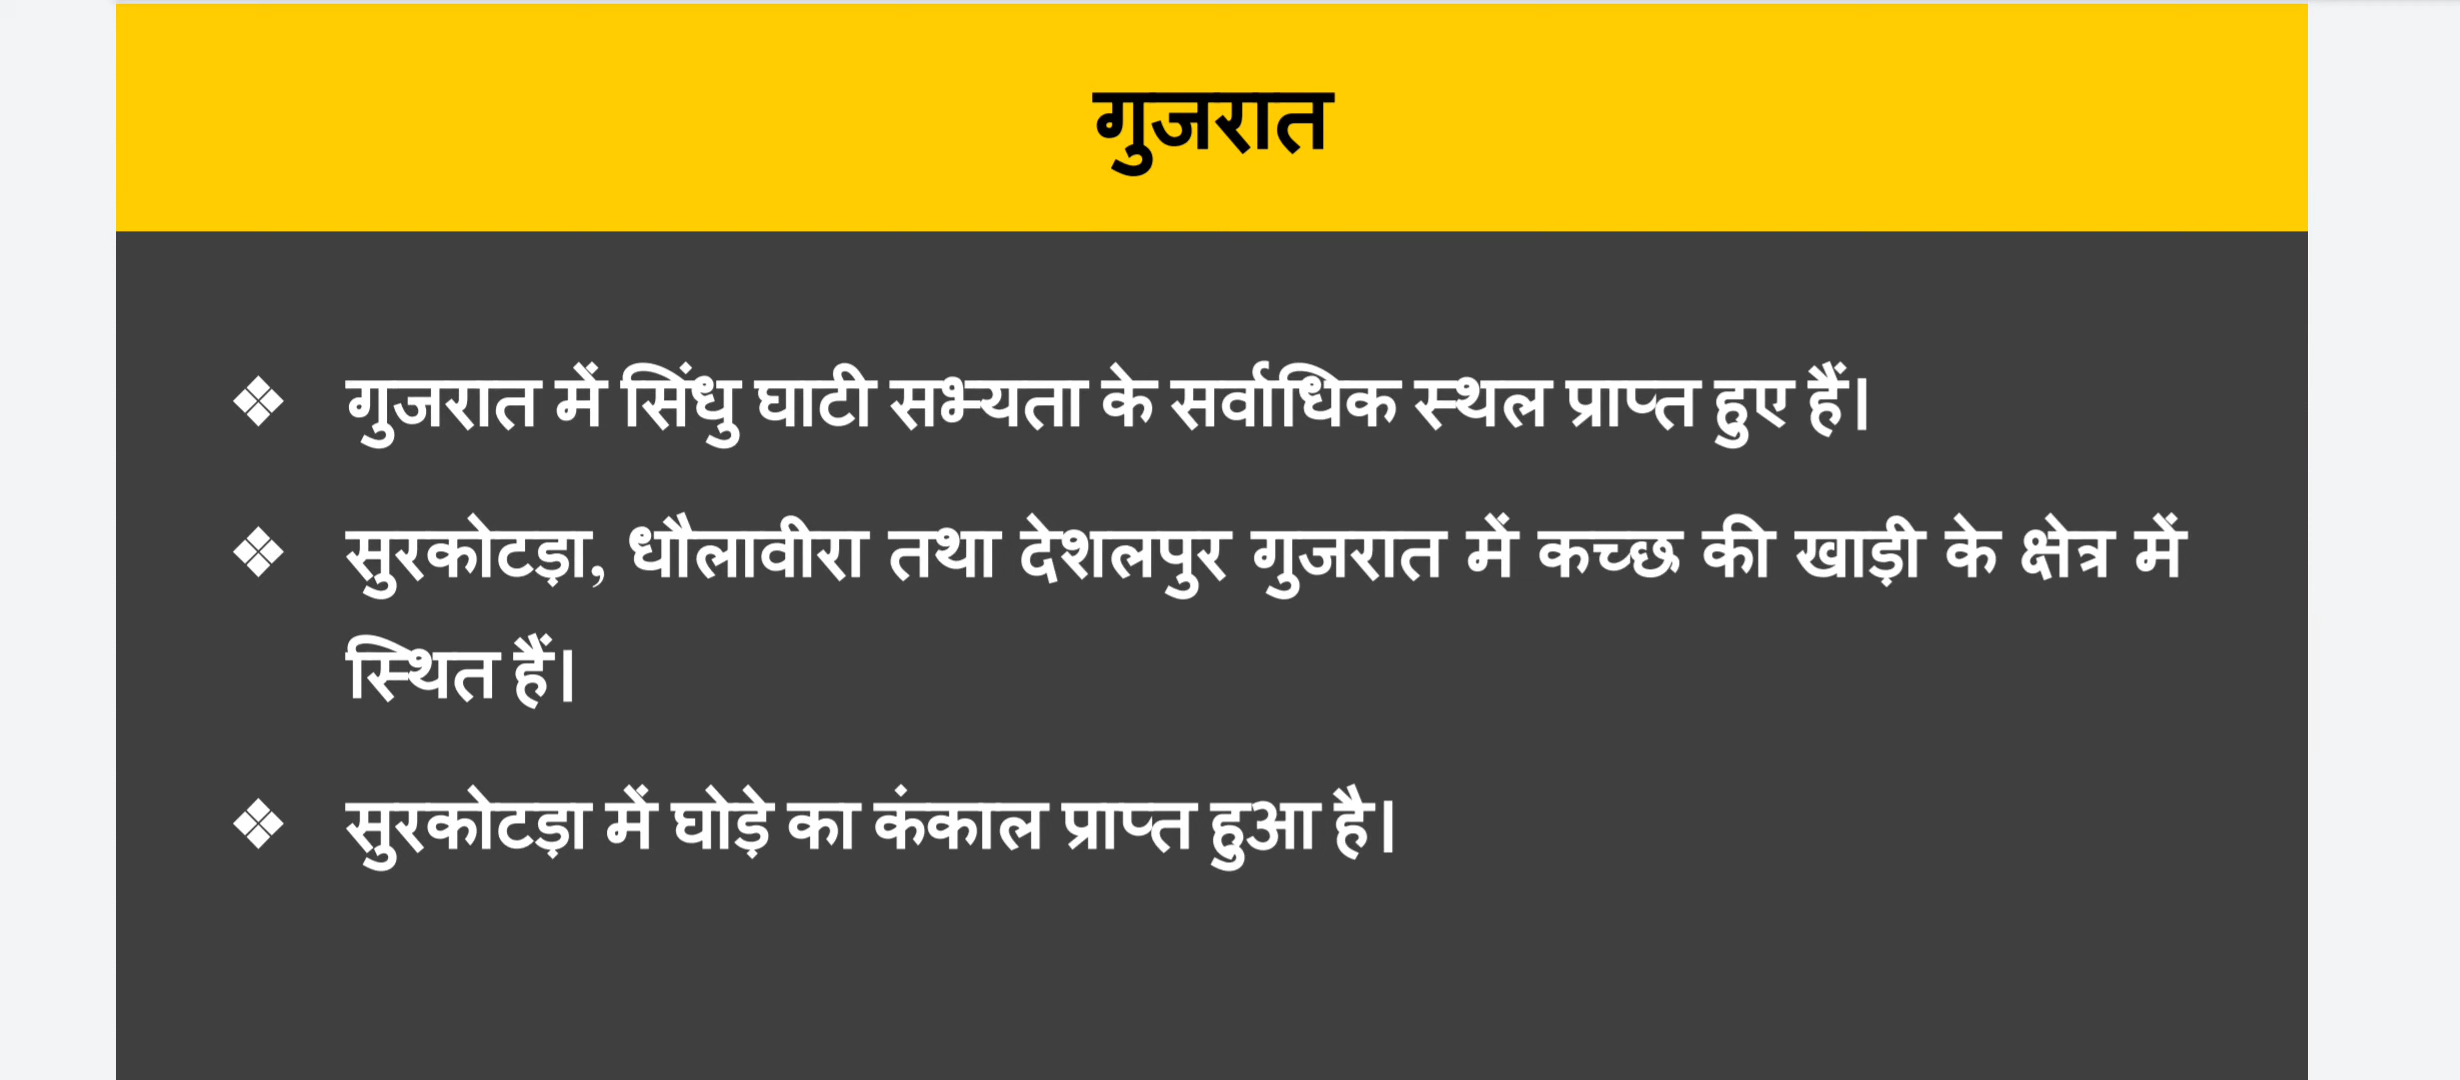 गुजरात
❖ गुजरात में सिंधु घाटी सभ्यता के सर्वाधिक स्थल प्राप्त हुए हैं।
❖ सुरकोटड़ा, धौलावीरा तथा देशलपुर गुजरात में कच्छ की खाड़ी के क्षेत्र में
स्थित हैं।
❖ सुरकोटड़ा में घोड़े का कंकाल प्राप्त हुआ है।